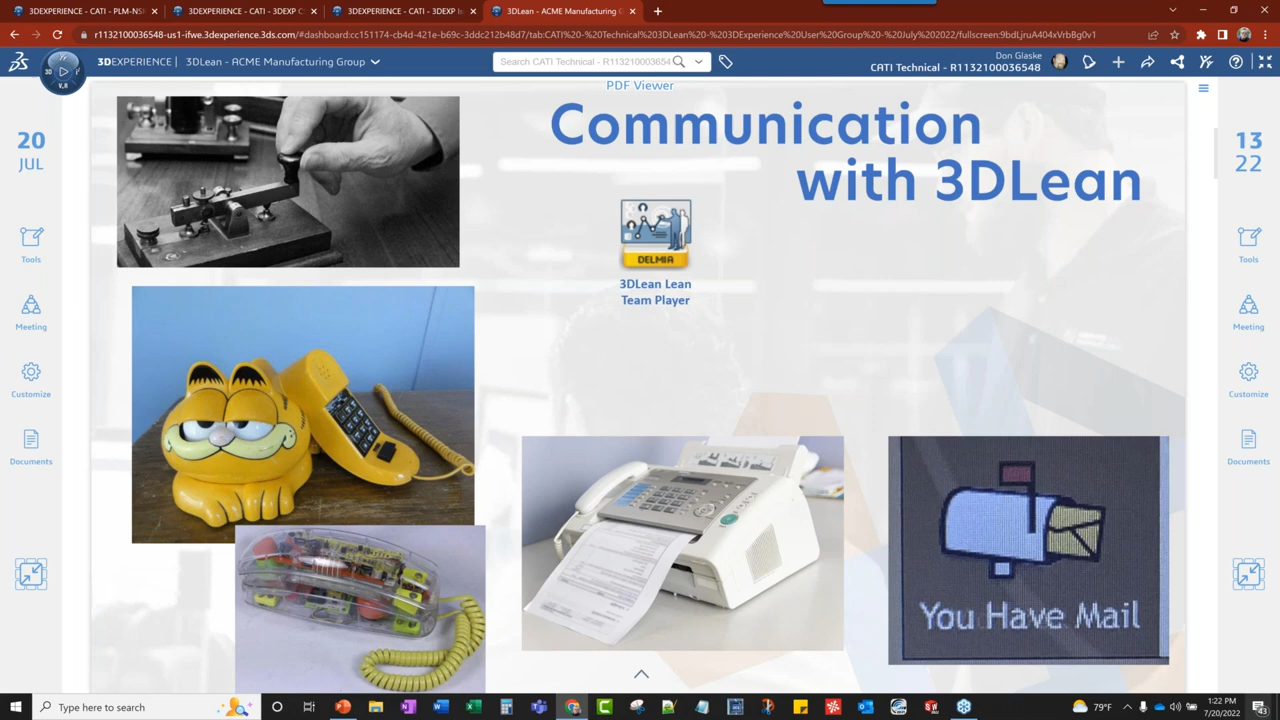 3DEXPERIENCE - CATI - PLM-NSK
3DEXPERIENCE - CATI - 3DEXP C
3DEXPERIENCE - CATI - 3DEXP Is
3DLean - ACME Manufacturing G
r1132100036548-us1-ifwe.3dexperience.3ds.com/#dashboard:cc151174-cb4d-421e-b69c-3ddc212b48d7/tab:CATI%20-%20Technical%203DLean%20-%203DExperience%20User%20Group%20-%20July%202022/fullscreen:9bdLjruA404xVrbBg0v1
3DEXPERIENCE | 3DLean - ACME Manufacturing Group
Search CATI Technical - R113210003654
Don Glaske
CATI Technical - R1132100036548
3D
V.R
PDF Viewer
Communication
with 3DLean
20
JUL
13
22
DELMIA
3DLean Lean
Team Player
Tools
Meeting
Customize
Documents
Tools
Meeting
Customize
Documents
You Have Mail
Type here to search
79°F
1:22 PM
7/20/2022
43